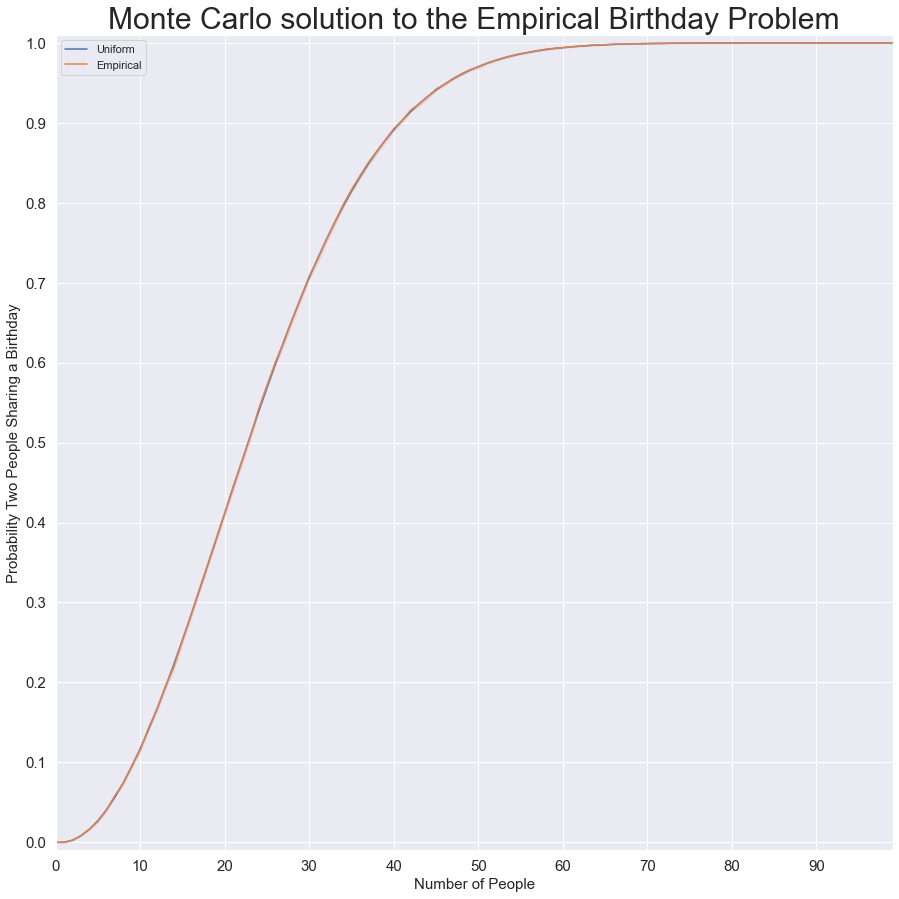 Monte Carlo solution to the Empirical Birthday Problem
Uniform
Empirical
Probability Two People Sharing a Birthday
1.0
0.9
0.8
0.7
0.6
0.5
0.4
0.3
0.2
0.1
0.0
0 10 20 30 40 50 60 70 80 90
Number of People